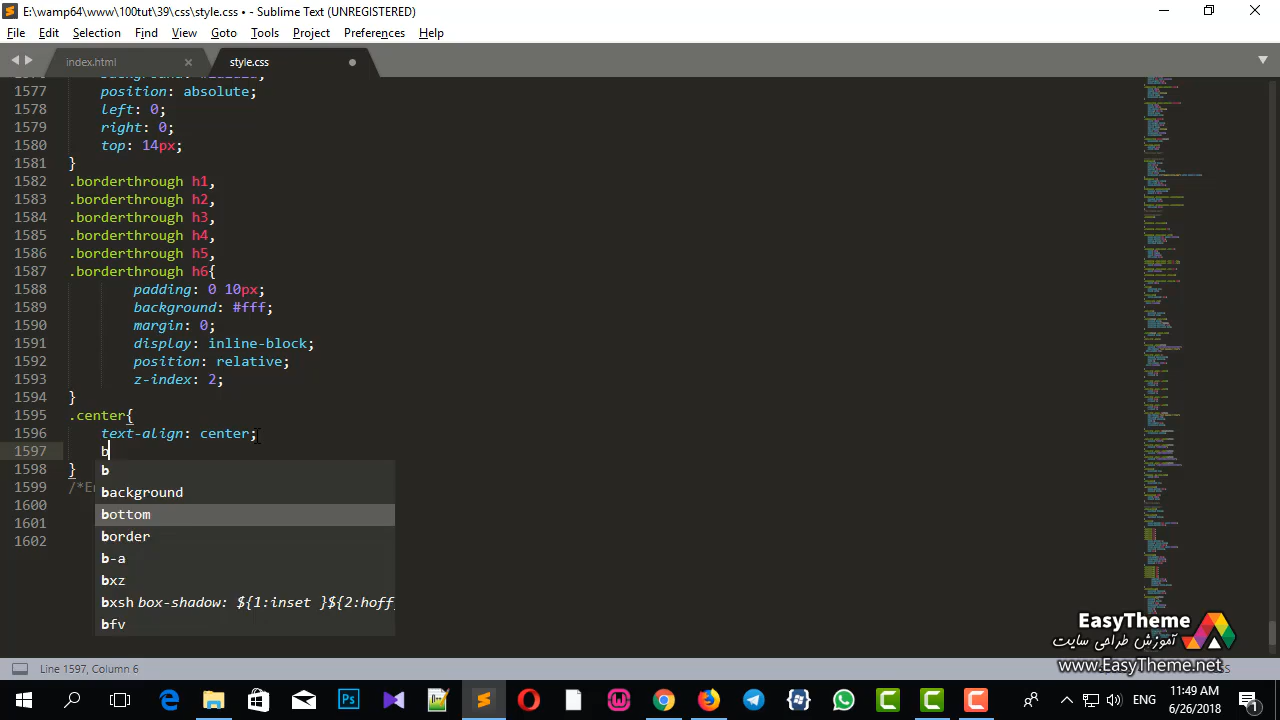 E:\wamp64\www\100tut\39\css\style.css • - Sublime Text (UNREGISTERED)
File Edit Selection Find View Goto Tools Project Preferences Help
index.html × style.css
1577 position: absolute;
1578 left: 0;
1579 right: 0;
1580 top: 14px;
1581 }
1582 .borderthrough h1,
1583 .borderthrough h2,
1584 .borderthrough h3,
1585 .borderthrough h4,
1586 .borderthrough h5,
1587 .borderthrough h6{
1588 padding: 0 10px;
1589 background: #fff;
1590 margin: 0;
1591 display: inline-block;
1592 position: relative;
1593 z-index: 2;
1594 }
1595 .center{
1596 text-align: center;
1597 b
1598 }
1599 /*E
1600
1601
1602
b
background
bottom
border
b-a
bxz
bxsh box-shadow: ${1:inset }${2:hoff
bfv
EasyTheme
آموزش طراحی سایت
www.EasyTheme.net
Line 1597, Column 6
ENG
11:49 AM
6/26/2018
1